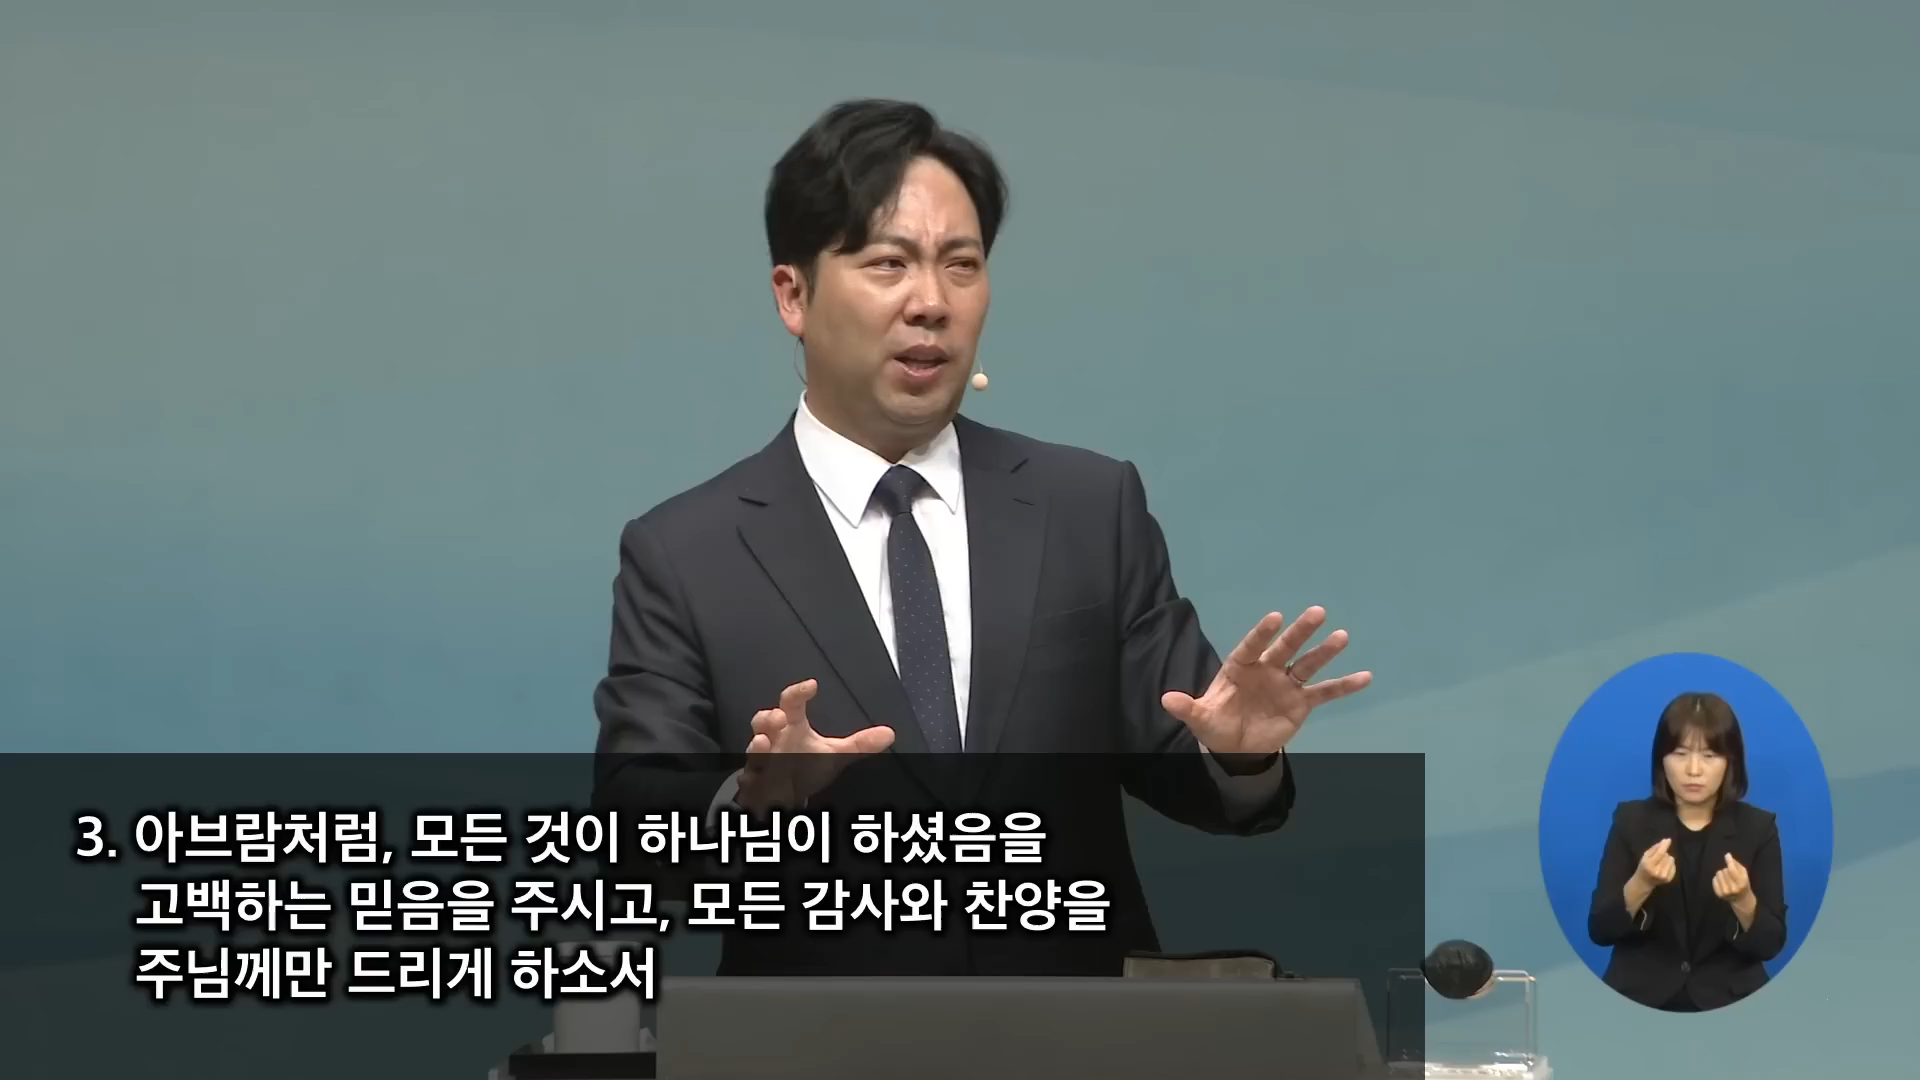 3. 아브람처럼, 모든 것이 하나님이 하셨음을
고백하는 믿음을 주시고, 모든 감사와 찬양을
주님께만 드리게 하소서